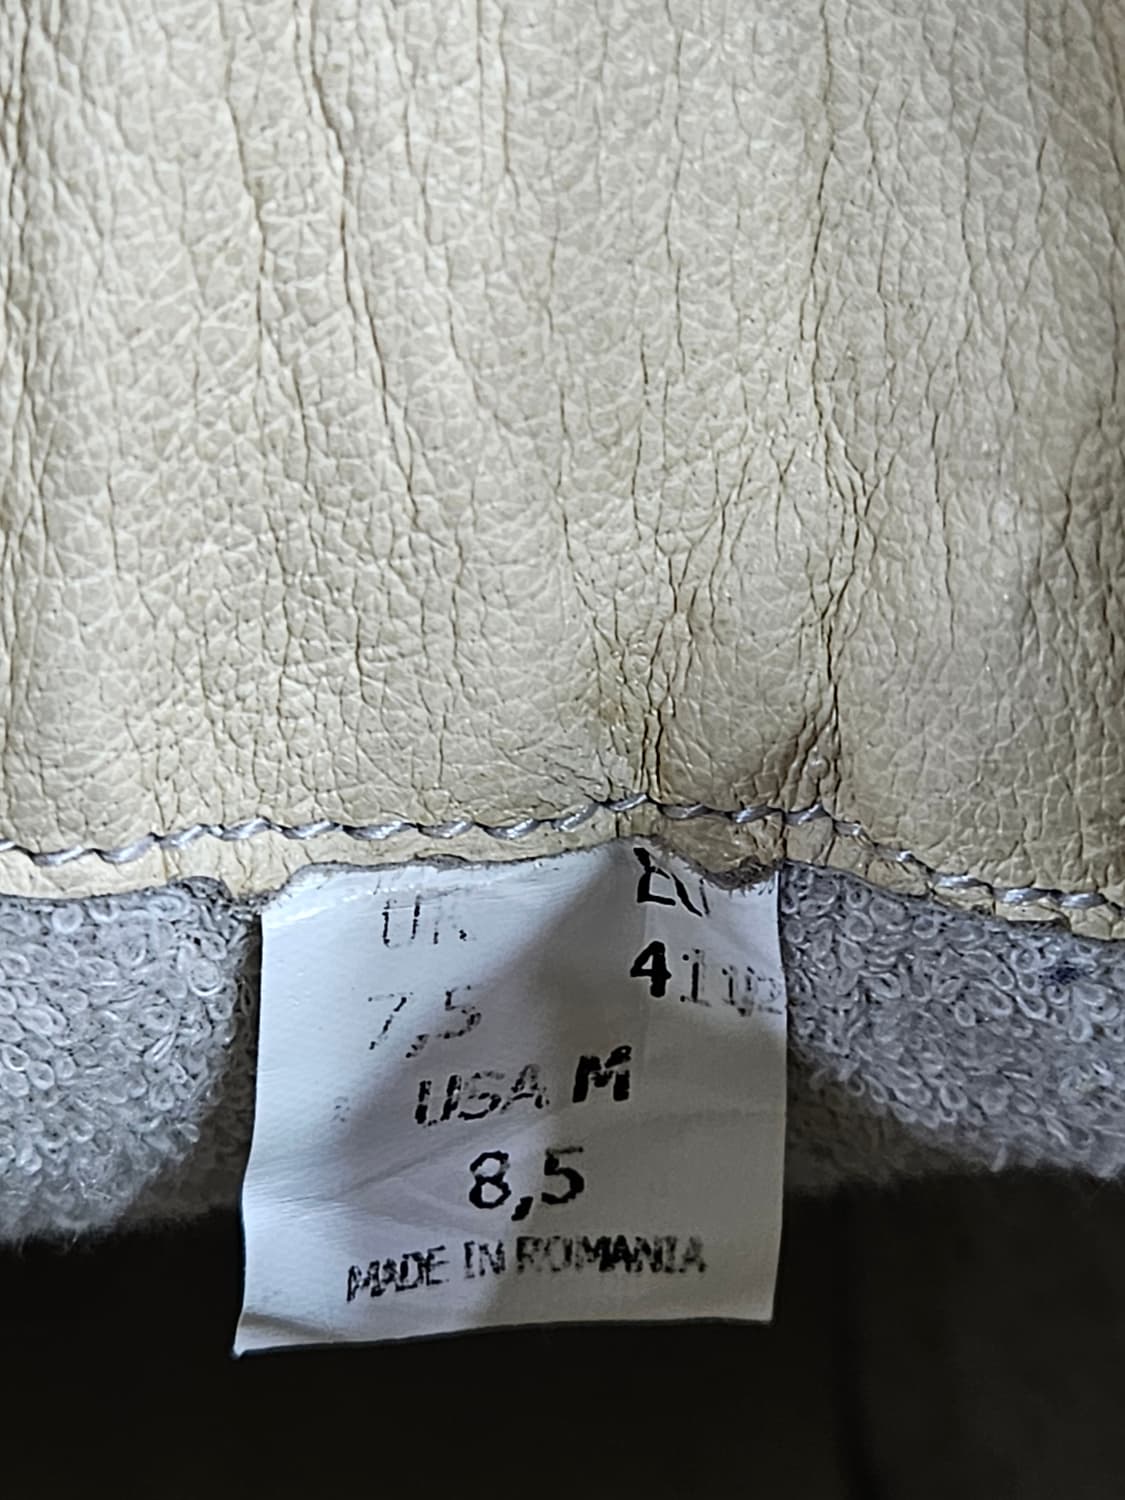 UK EU
7,5 41 1/2
USA M
8,5
MADE IN ROMANIA